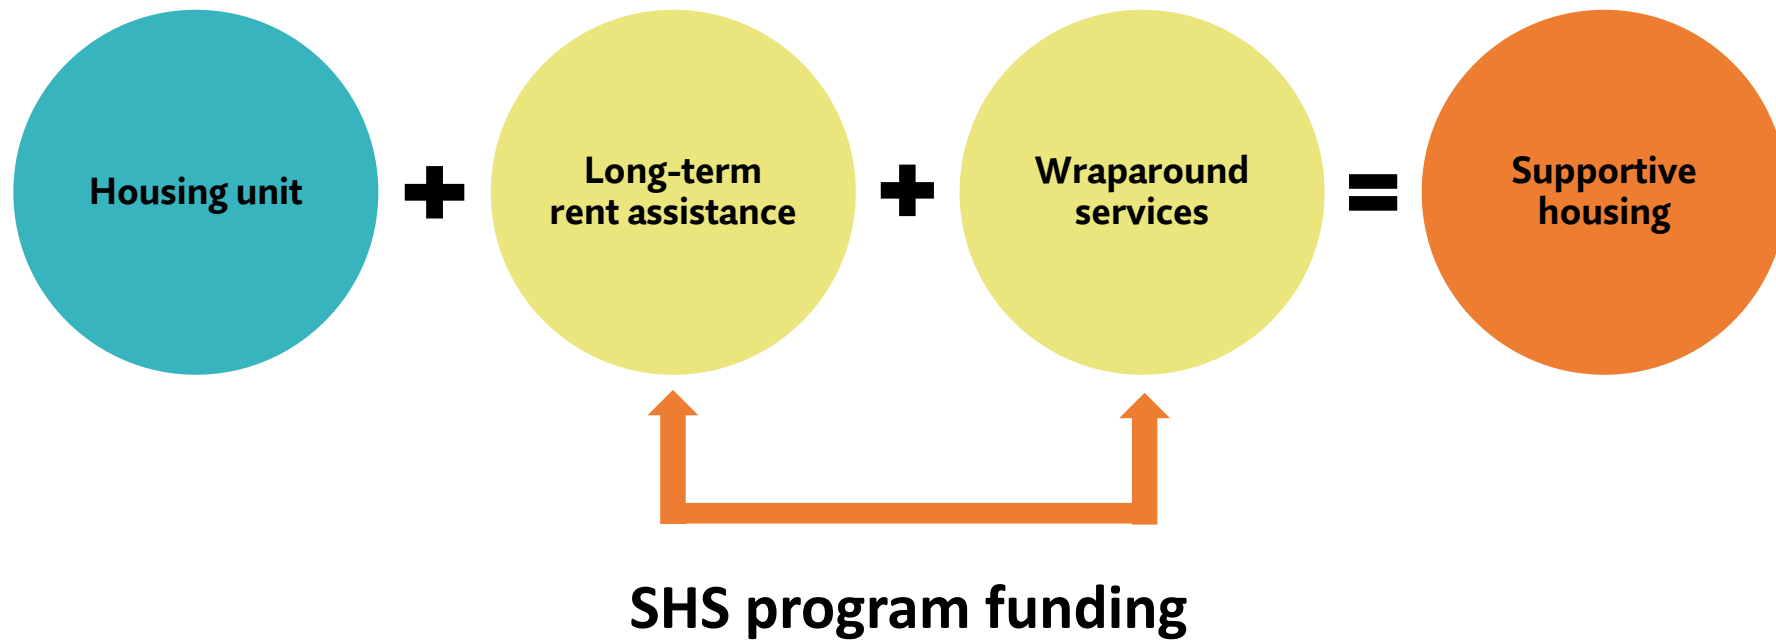 Housing unit
+
Long-term
rent assistance
+
Wraparound
services
=
Supportive
housing
SHS program funding